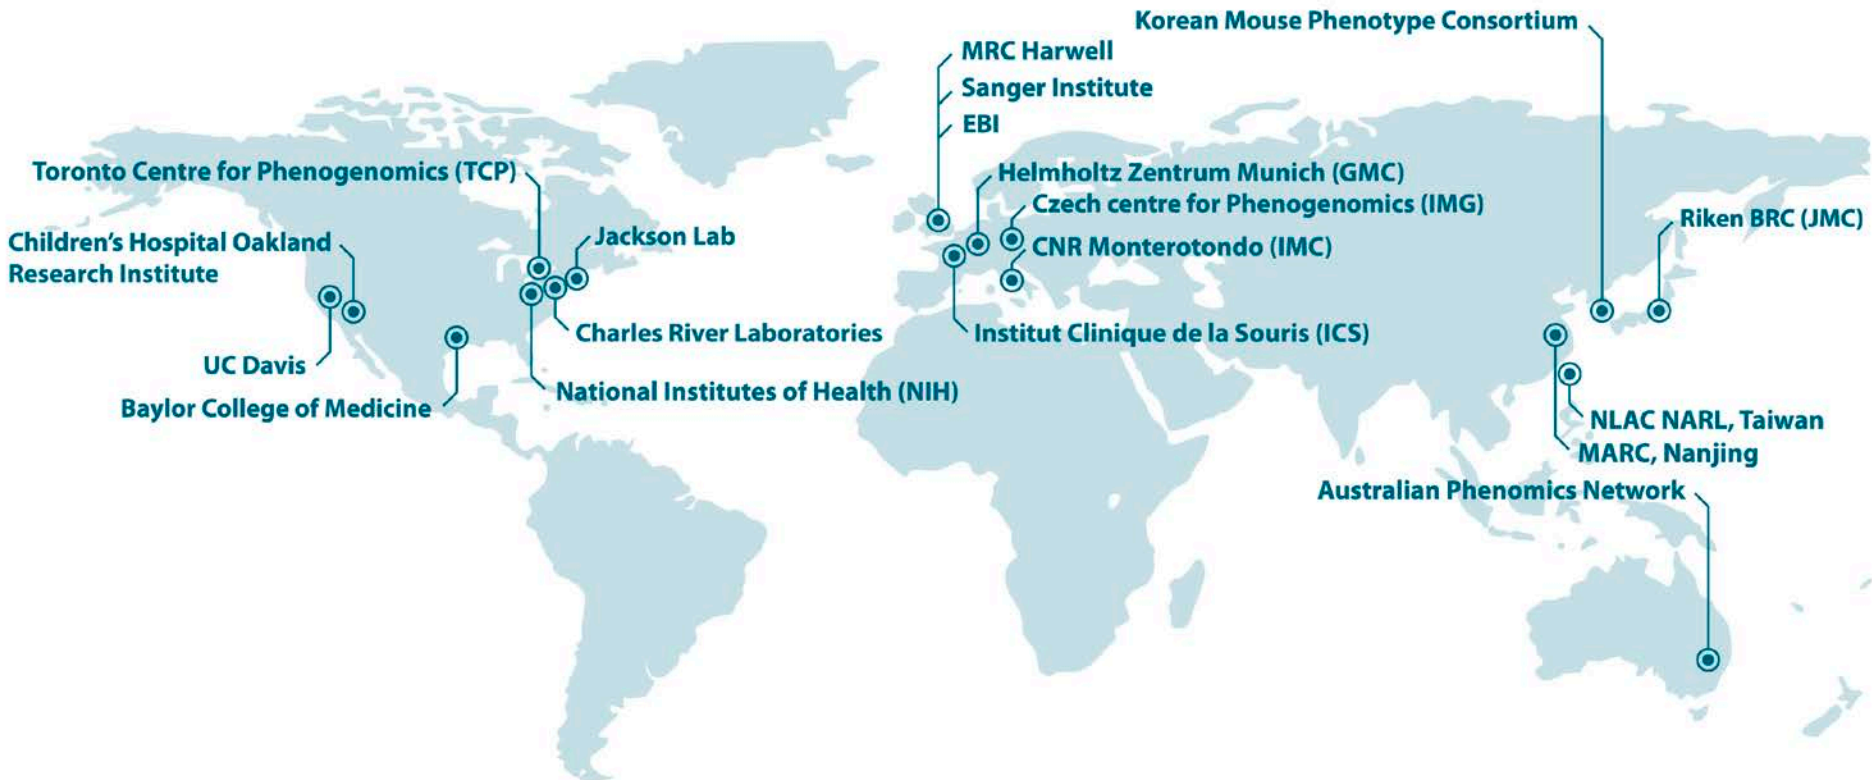 Korean Mouse Phenotype Consortium
MRC Harwell
Sanger Institute
EBI
Toronto Centre for Phenogenomics (TCP)
Helmholtz Zentrum Munich (GMC)
Czech centre for Phenogenomics (IMG)
Riken BRC (JMC)
Children's Hospital Oakland
Research Institute
Jackson Lab
CNR Monterotondo (IMC)
Charles River Laboratories
Institut Clinique de la Souris (ICS)
UC Davis
National Institutes of Health (NIH)
Baylor College of Medicine
NLAC NARL, Taiwan
MARC, Nanjing
Australian Phenomics Network